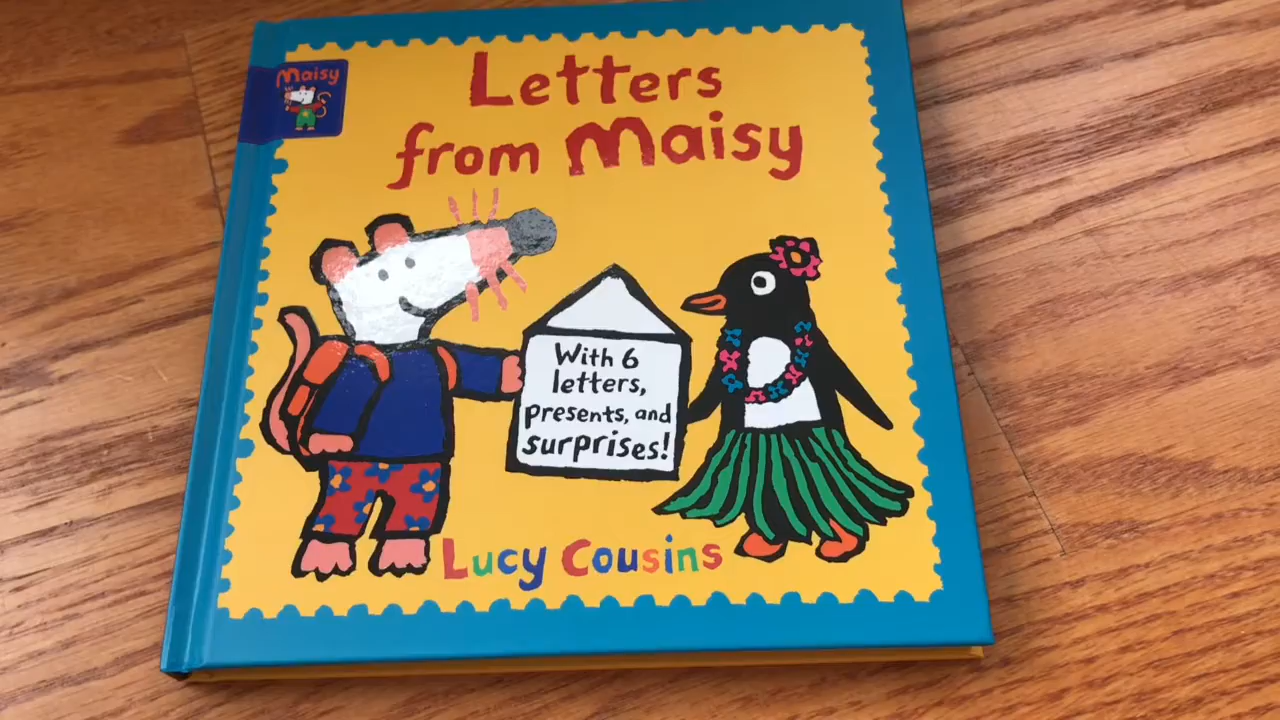 Maisy
Letters
from Maisy
With 6
letters,
presents, and
surprises!
Lucy Cousins